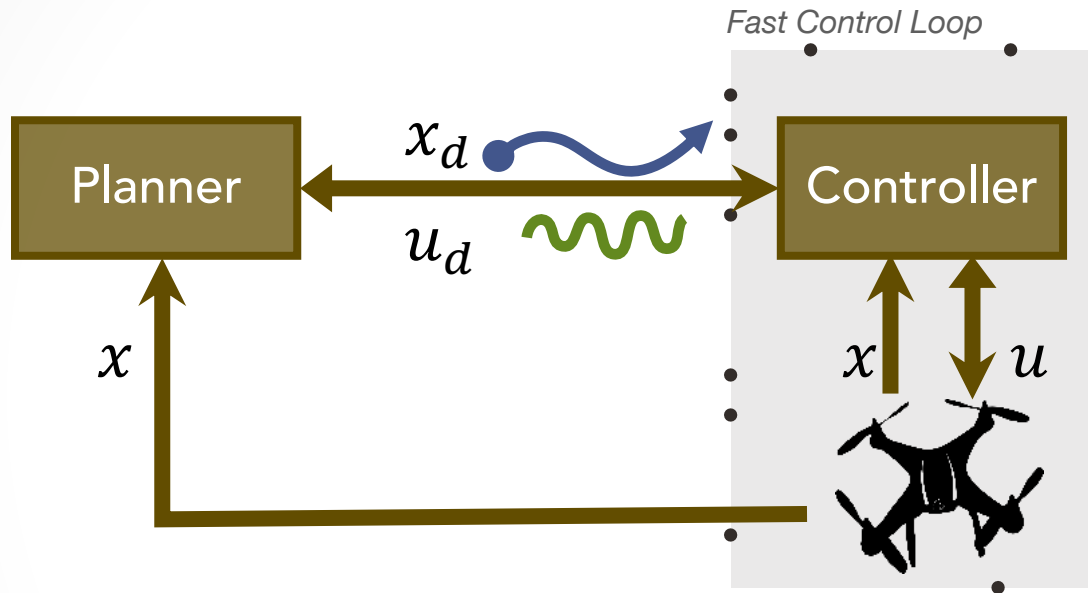 Fast Control Loop
x_d
Planner
Controller
u_d
x
x
u